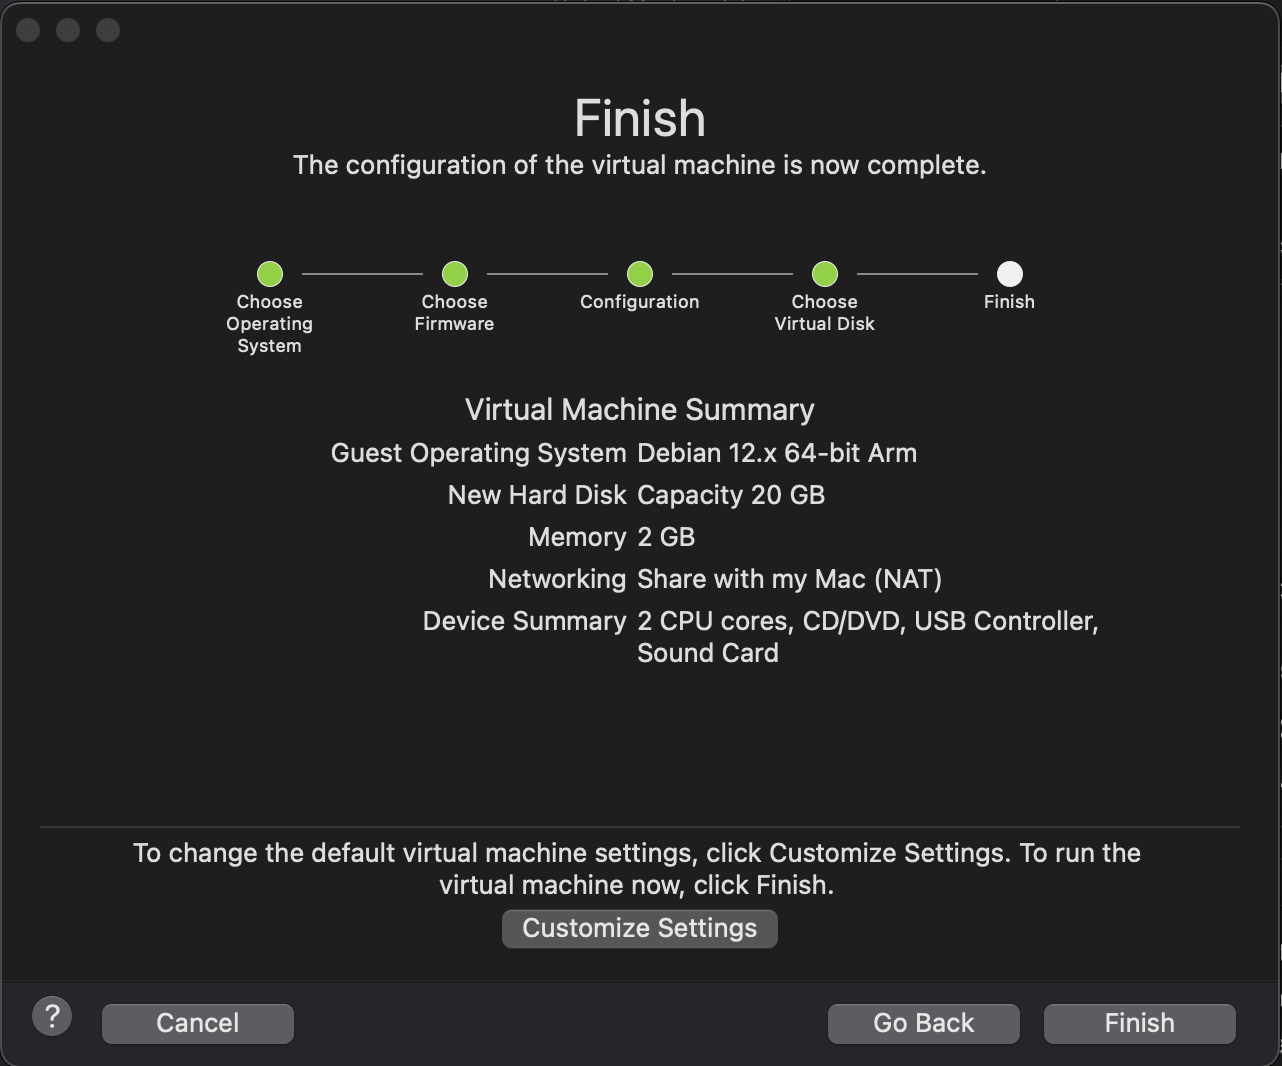 Finish
The configuration of the virtual machine is now complete.
Choose
Operating
System
Choose
Firmware
Configuration
Choose
Virtual Disk
Finish
Virtual Machine Summary
Guest Operating System Debian 12.x 64-bit Arm
New Hard Disk Capacity 20 GB
Memory 2 GB
Networking Share with my Mac (NAT)
Device Summary 2 CPU cores, CD/DVD, USB Controller,
Sound Card
To change the default virtual machine settings, click Customize Settings. To run the
virtual machine now, click Finish.
Customize Settings
? Cancel Go Back Finish